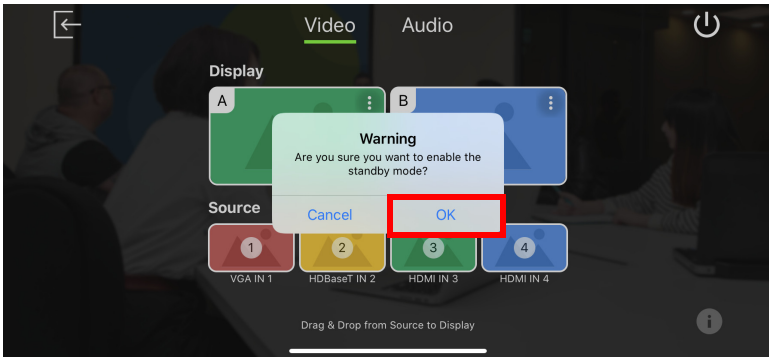 Video
Audio
Display
A
B
Warning
Are you sure you want to enable the
standby mode?
Cancel
OK
Source
1
2
3
4
VGA IN 1
HDBaseT IN 2
HDMI IN 3
HDMI IN 4
Drag & Drop from Source to Display
i